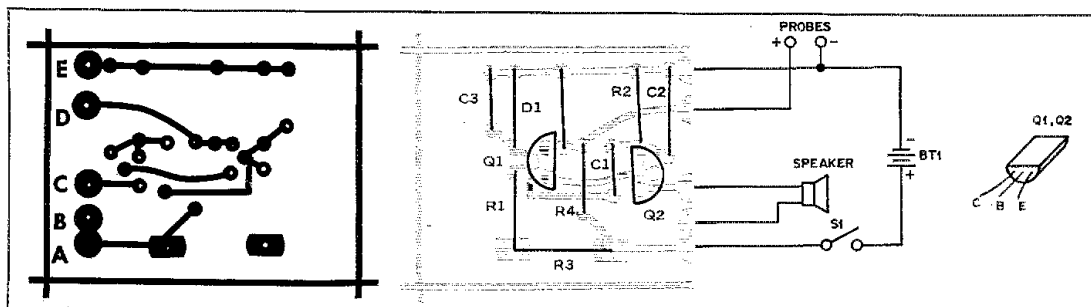 E
D
C
B
A
C3
D1
R2
C2
Q1
C1
R1
R4
Q2
R3
PROBES
+
-
SPEAKER
S1
-
BT1
+
Q1, Q2
C B E